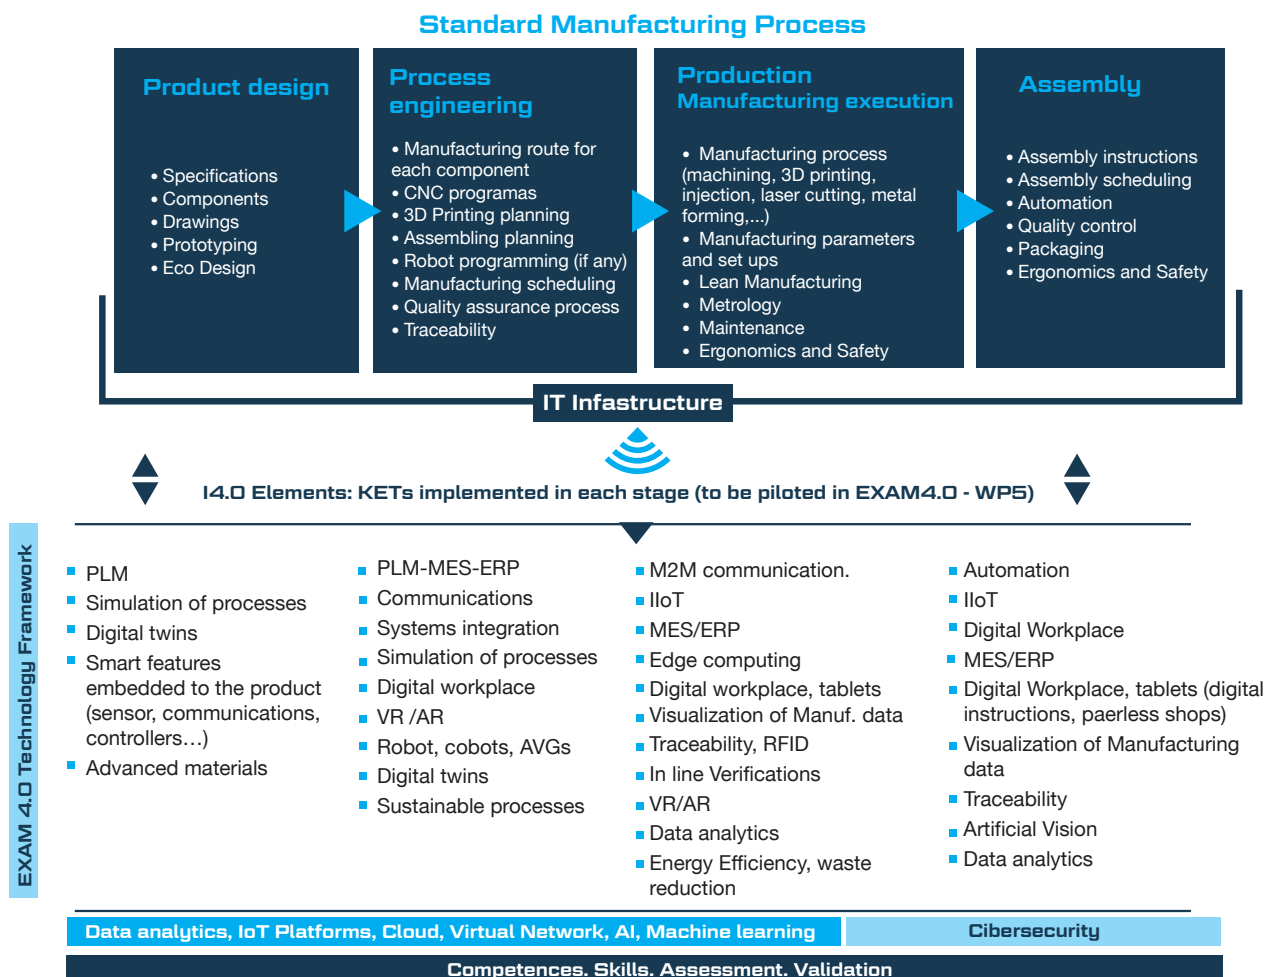 Standard Manufacturing Process
Product design
• Specifications
• Components
• Drawings
• Prototyping
• Eco Design
Process
engineering
• Manufacturing route for
each component
• CNC programas
• 3D Printing planning
• Assembling planning
• Robot programming (if any)
• Manufacturing scheduling
• Quality assurance process
• Traceability
Production
Manufacturing execution
• Manufacturing process
(machining, 3D printing,
injection, laser cutting, metal
forming,...)
• Manufacturing parameters
and set ups
• Lean Manufacturing
• Metrology
• Maintenance
• Ergonomics and Safety
Assembly
• Assembly instructions
• Assembly scheduling
• Automation
• Quality control
• Packaging
• Ergonomics and Safety
IT Infastructure
I4.0 Elements: KETs implemented in each stage (to be piloted in EXAM4.0 - WP5)
EXAM 4.0 Technology Framework
PLM
Simulation of processes
Digital twins
Smart features
embedded to the product
(sensor, communications,
controllers…)
Advanced materials
PLM-MES-ERP
Communications
Systems integration
Simulation of processes
Digital workplace
VR /AR
Robot, cobots, AVGs
Digital twins
Sustainable processes
M2M communication.
IIoT
MES/ERP
Edge computing
Digital workplace, tablets
Visualization of Manuf. data
Traceability, RFID
In line Verifications
VR/AR
Data analytics
Energy Efficiency, waste
reduction
Automation
IIoT
Digital Workplace
MES/ERP
Digital Workplace, tablets (digital
instructions, paerless shops)
Visualization of Manufacturing
data
Traceability
Artificial Vision
Data analytics
Data analytics, IoT Platforms, Cloud, Virtual Network, AI, Machine learning
Cibersecurity
Competences, Skills, Assessment, Validation